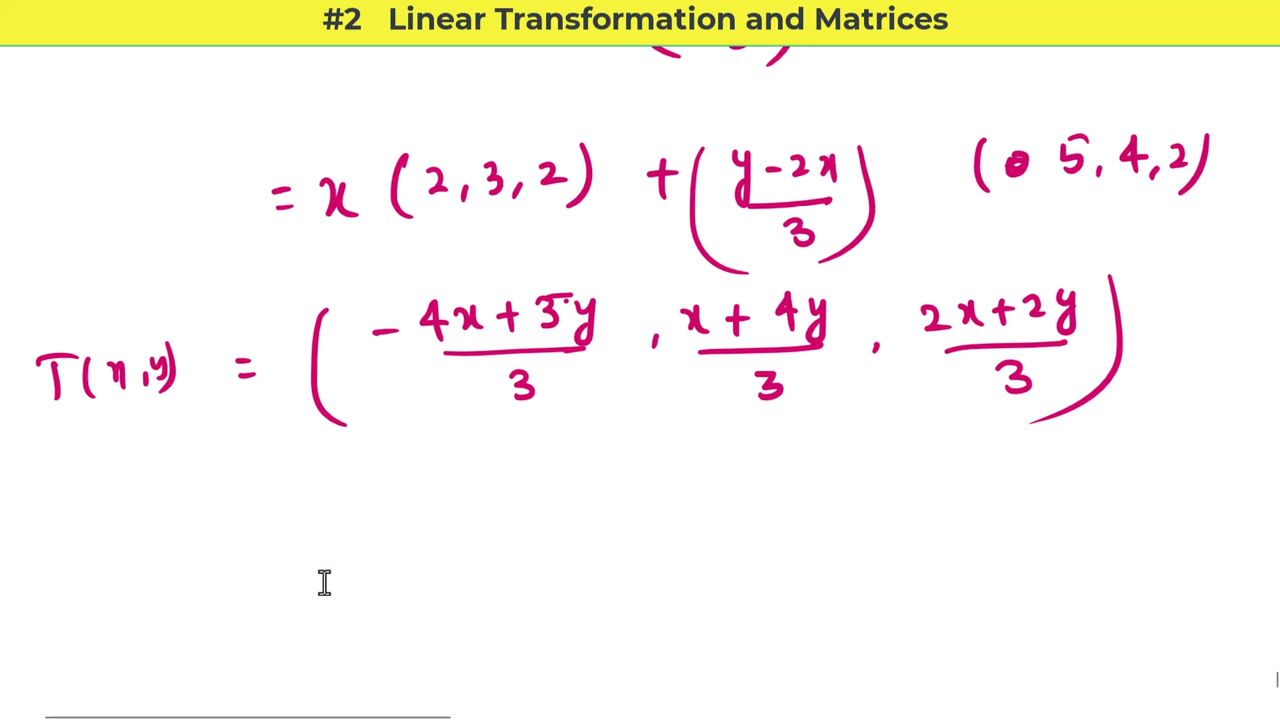 #2 Linear Transformation and Matrices
= x (2, 3, 2) + ((y - 2x)/3) (5, 4, 2)
T(x, y) = ((-4x + 5y)/3, (x + 4y)/3, (2x + 2y)/3)